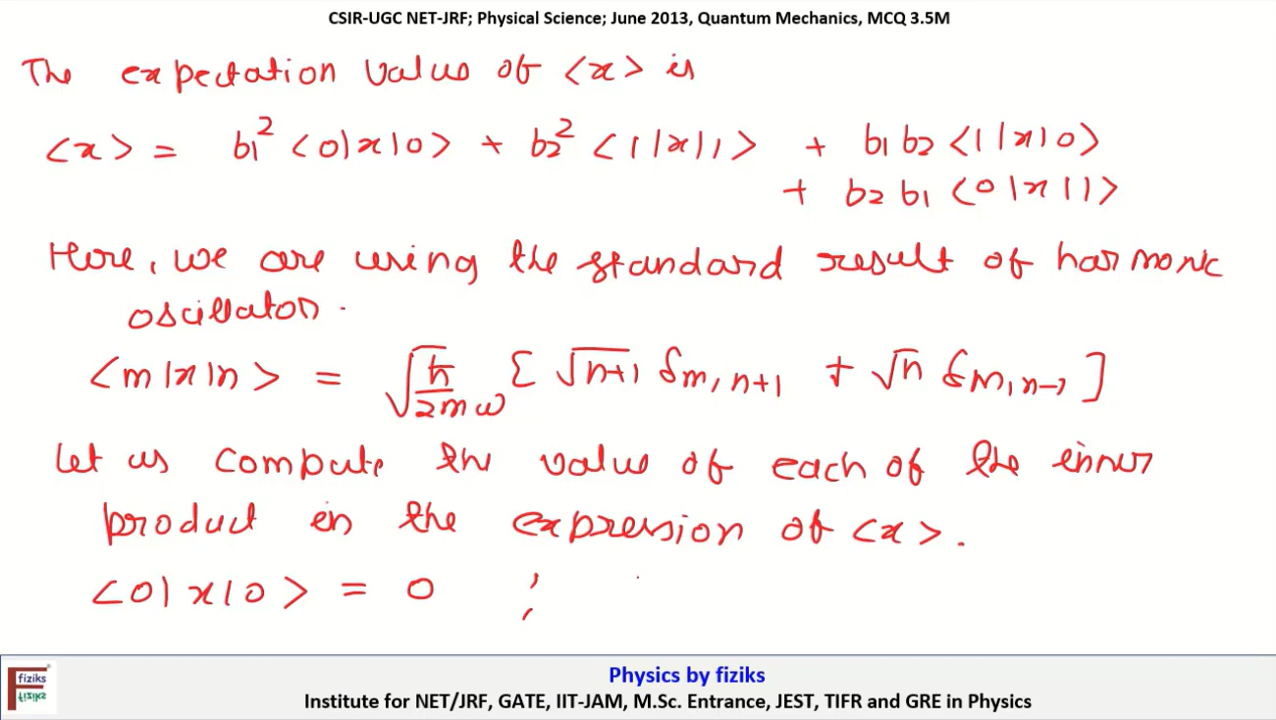 CSIR-UGC NET-JRF; Physical Science; June 2013, Quantum Mechanics, MCQ 3.5M
The expectation value of <x> is
<x> = b₁² <0|x|0> + b₂² <1|x|1> + b₁ b₂ <1|x|0>
+ b₂ b₁ <0|x|1>
Here, we are using the standard result of harmonic
oscillator.
<m|x|n> = √(ħ/2mω) [ √(n+1) δm,n+1 + √n δm,n-1 ]
Let us compute the value of each of the inner
product in the expression of <x>.
<0|x|0> = 0 ;
fiziks
Physics by fiziks
Institute for NET/JRF, GATE, IIT-JAM, M.Sc. Entrance, JEST, TIFR and GRE in Physics